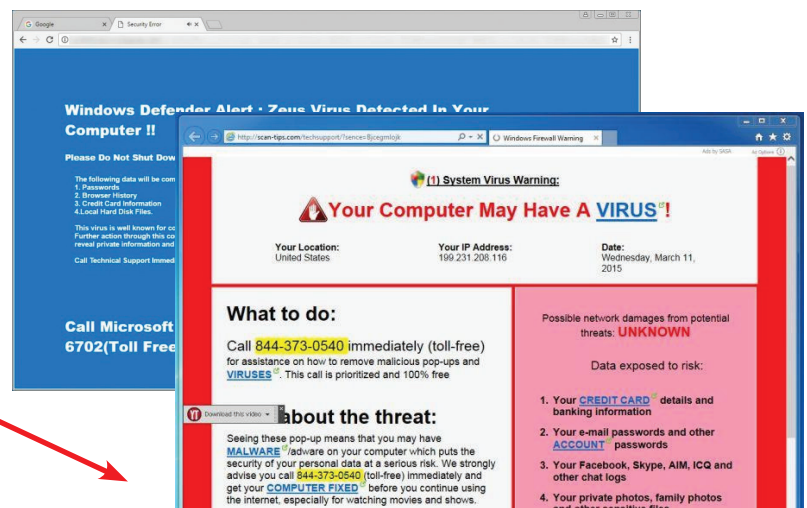 Google
Security Error
Windows Defender Alert : Zeus Virus Detected In Your
Computer !!
Please Do Not Shut Dow
The following data will be com
1. Passwords
2. Browser History
3. Credit Card Information
4.Local Hard Disk Files.
This virus is well known for co
Further action through this co
reveal private information and
Call Technical Support Immed
Call Microsoft
6702(Toll Free
http://scan-tips.com/techsupport/?sence=8jcegmlojk
Windows Firewall Warning
Ads by
Ad Options
(1) System Virus Warning:
Your Computer May Have A VIRUS!
Your Location:
United States
Your IP Address:
199.231.208.116
Date:
Wednesday, March 11,
2015
What to do:
Call 844-373-0540 immediately (toll-free)
for assistance on how to remove malicious pop-ups and
VIRUSES. This call is prioritized and 100% free
Download this video
about the threat:
Seeing these pop-up means that you may have
MALWARE/adware on your computer which puts the
security of your personal data at a serious risk. We strongly
advise you call 844-373-0540 (toll-free) immediately and
get your COMPUTER FIXED before you continue using
the internet, especially for watching movies and shows.
Possible network damages from potential
threats: UNKNOWN
Data exposed to risk:
1. Your CREDIT CARD details and
banking information
2. Your e-mail passwords and other
ACCOUNT passwords
3. Your Facebook, Skype, AIM, ICQ and
other chat logs
4. Your private photos, family photos
and other sensitive files